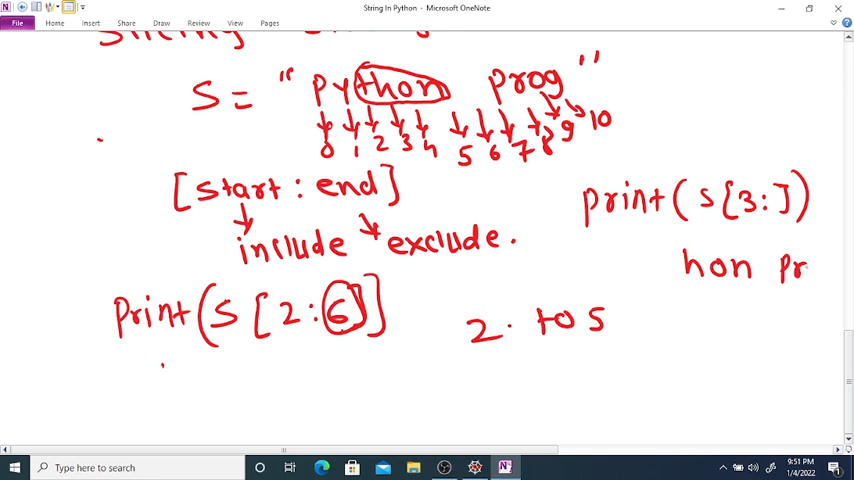 String In Python - Microsoft OneNote
File Home Insert Share Draw History Review View Pages
S = "Python Prog"
0 1 2 3 4 5 6 7 8 9 10
[start : end]
include exclude.
print(S[3:])
hon pr
Print(S[2:6]
2. to 5
Type here to search
9:51 PM
1/4/2022